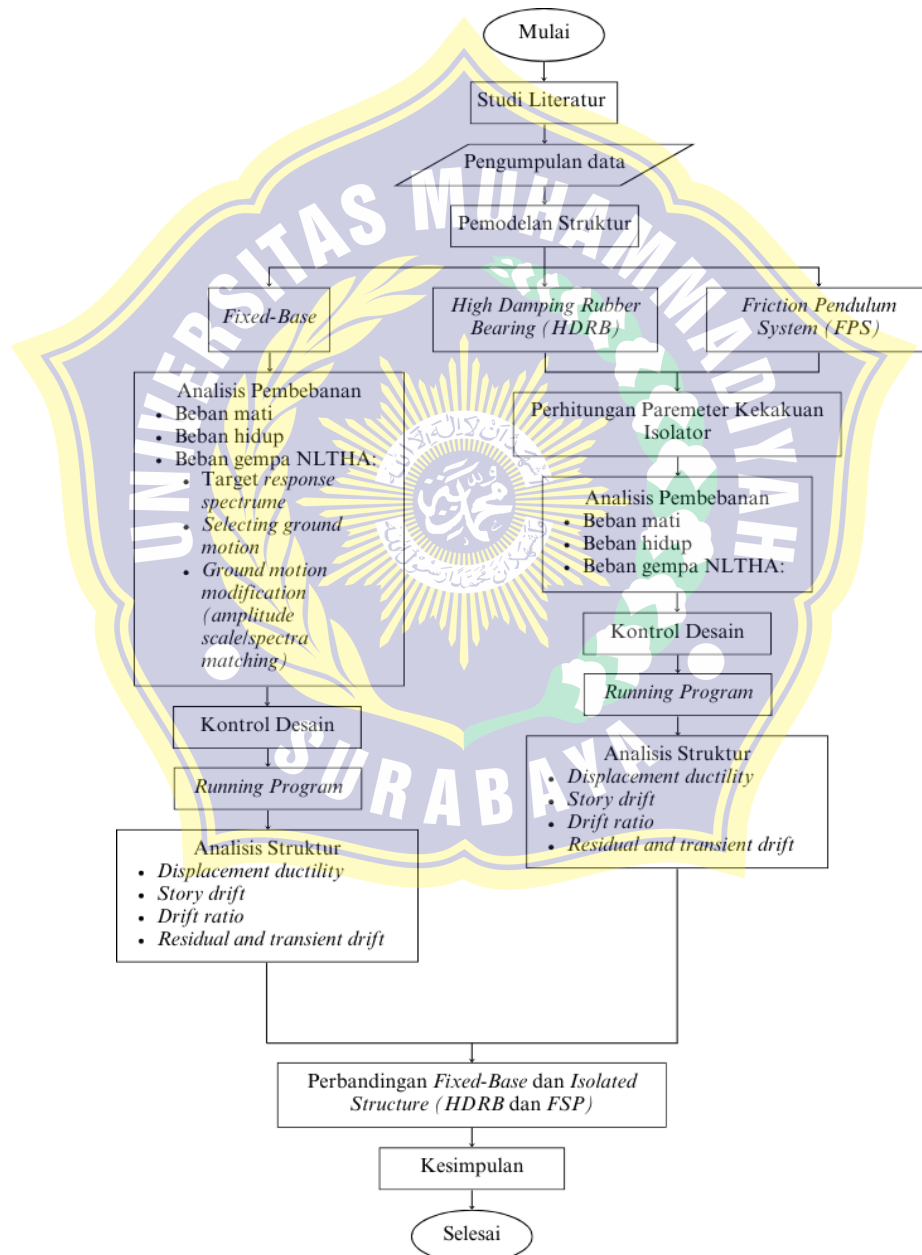 Mulai
Studi Literatur
Pengumpulan data
Pemodelan Struktur
Fixed-Base
High Damping Rubber
Bearing (HDRB)
Friction Pendulum
System (FPS)
Analisis Pembebanan
• Beban mati
• Beban hidup
• Beban gempa NLTHA:
• Target response
spectrume
• Selecting ground
motion
• Ground motion
modification
(amplitude
scale/spectra
matching)
Kontrol Desain
Running Program
Analisis Struktur
• Displacement ductility
• Story drift
• Drift ratio
• Residual and transient drift
Perhitungan Paremeter Kekakuan
Isolator
Analisis Pembebanan
• Beban mati
• Beban hidup
• Beban gempa NLTHA:
Kontrol Desain
Running Program
Analisis Struktur
• Displacement ductility
• Story drift
• Drift ratio
• Residual and transient drift
Perbandingan Fixed-Base dan Isolated
Structure (HDRB dan FSP)
Kesimpulan
Selesai
UNIVERSITAS MUHAMMADIYAH
SURABAYA